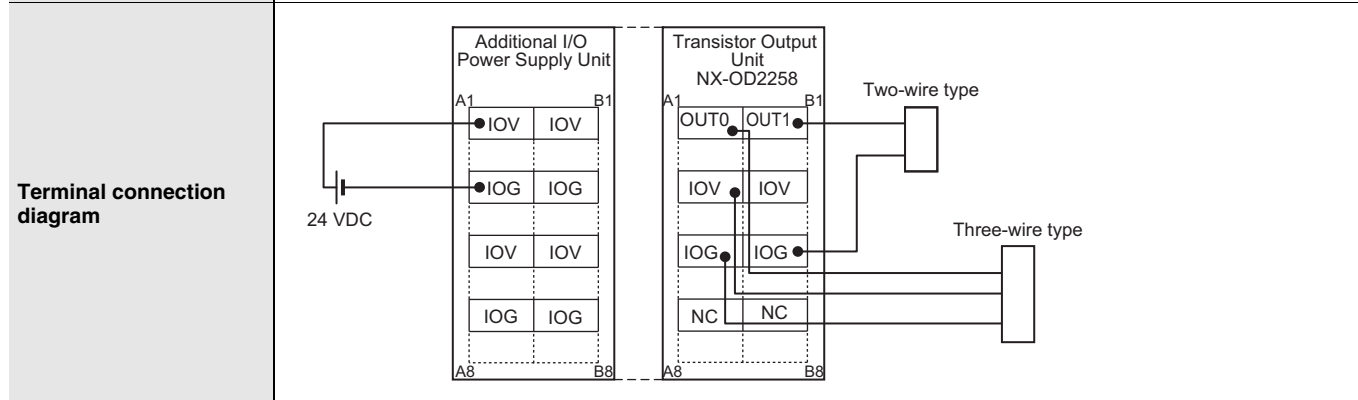 Terminal connection
diagram
Additional I/O
Power Supply Unit
A1
B1
IOV
IOV
IOG
IOG
IOV
IOV
IOG
IOG
A8
B8
24 VDC
Transistor Output
Unit
NX-OD2258
A1
B1
OUT0
OUT1
IOV
IOV
IOG
IOG
NC
NC
A8
B8
Two-wire type
Three-wire type